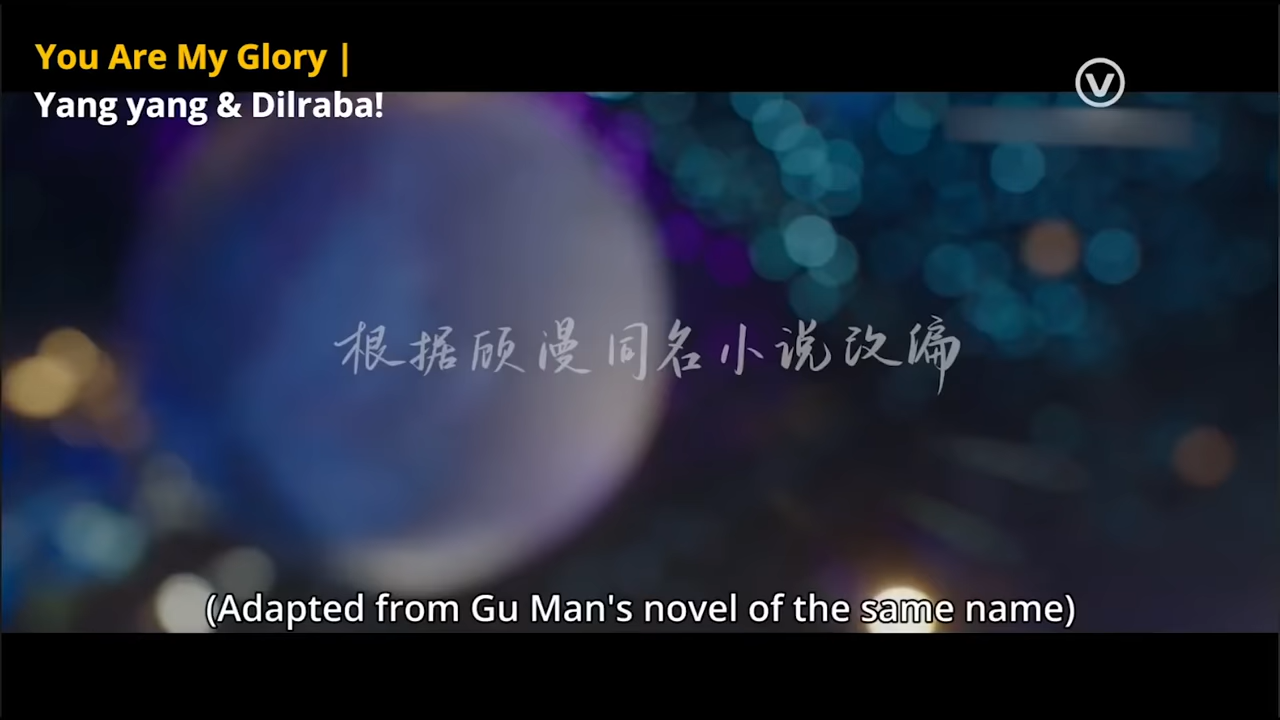 You Are My Glory |
Yang yang & Dilraba!
V
根据顾漫同名小说改编
(Adapted from Gu Man's novel of the same name)